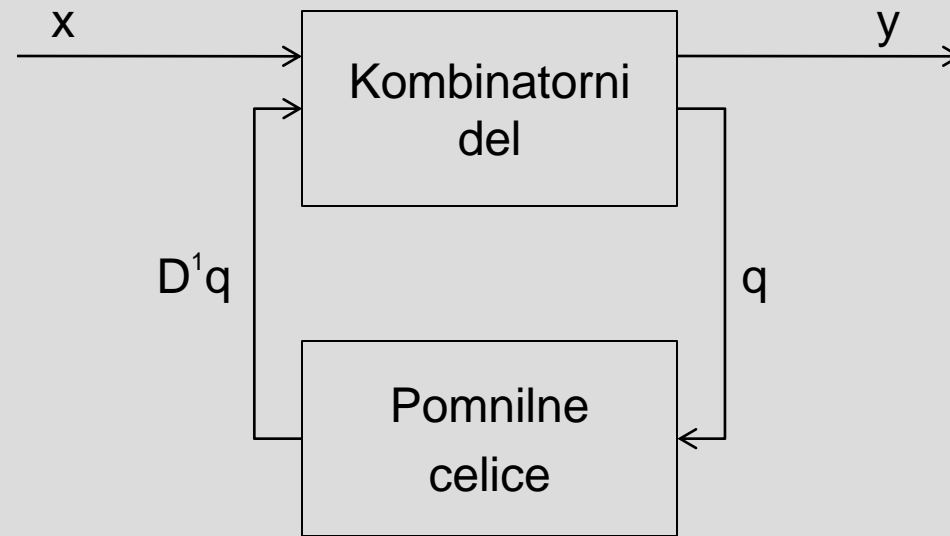 x
y
Kombinatorni
del
D¹q
q
Pomnilne
celice